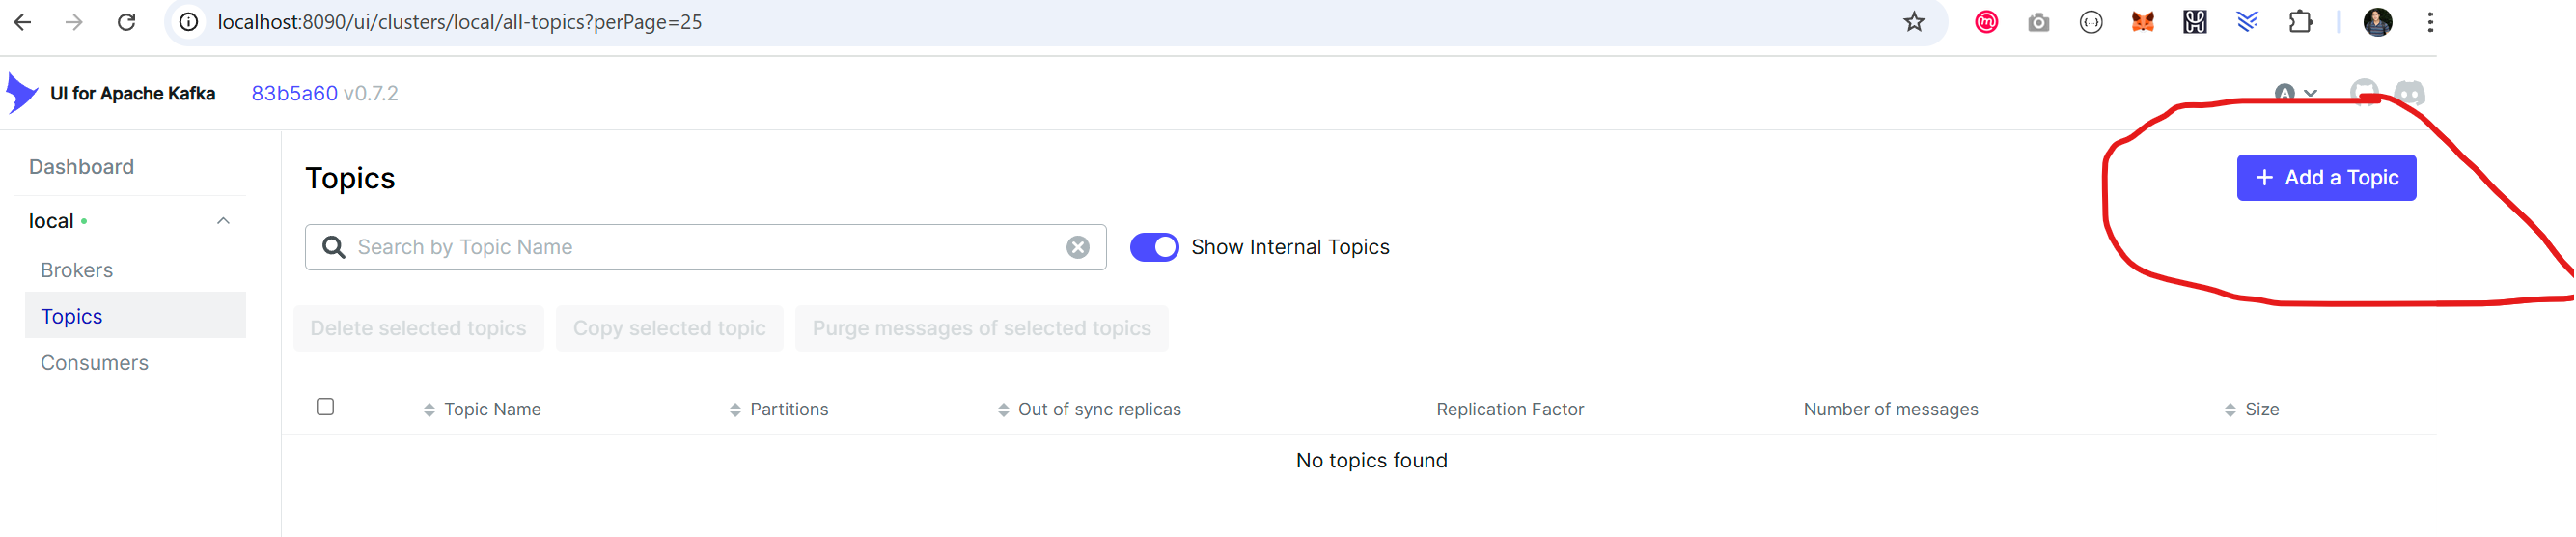 localhost:8090/ui/clusters/local/all-topics?perPage=25
UI for Apache Kafka 83b5a60 v0.7.2
Dashboard
local
Brokers
Topics
Consumers
Topics
+ Add a Topic
Search by Topic Name
Show Internal Topics
Delete selected topics Copy selected topic Purge messages of selected topics
Topic Name Partitions Out of sync replicas Replication Factor Number of messages Size
No topics found